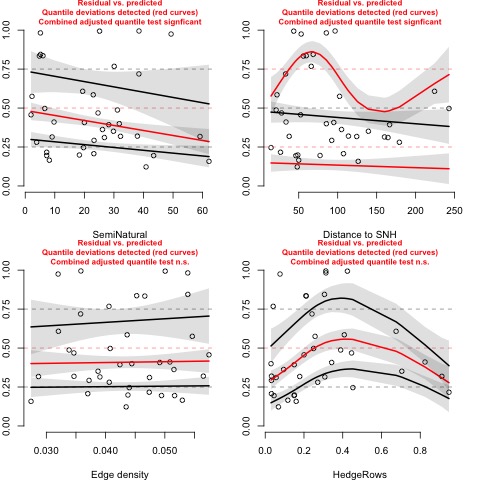 Residual vs. predicted
Quantile deviations detected (red curves)
Combined adjusted quantile test signficant
1.00
0.75
0.50
0.25
0.00
0 10 20 30 40 50 60
SemiNatural
Residual vs. predicted
Quantile deviations detected (red curves)
Combined adjusted quantile test signficant
1.00
0.75
0.50
0.25
0.00
50 100 150 200 250
Distance to SNH
Residual vs. predicted
Quantile deviations detected (red curves)
Combined adjusted quantile test n.s.
1.00
0.75
0.50
0.25
0.00
0.030 0.040 0.050
Edge density
Residual vs. predicted
Quantile deviations detected (red curves)
Combined adjusted quantile test n.s.
1.00
0.75
0.50
0.25
0.00
0.0 0.2 0.4 0.6 0.8
HedgeRows